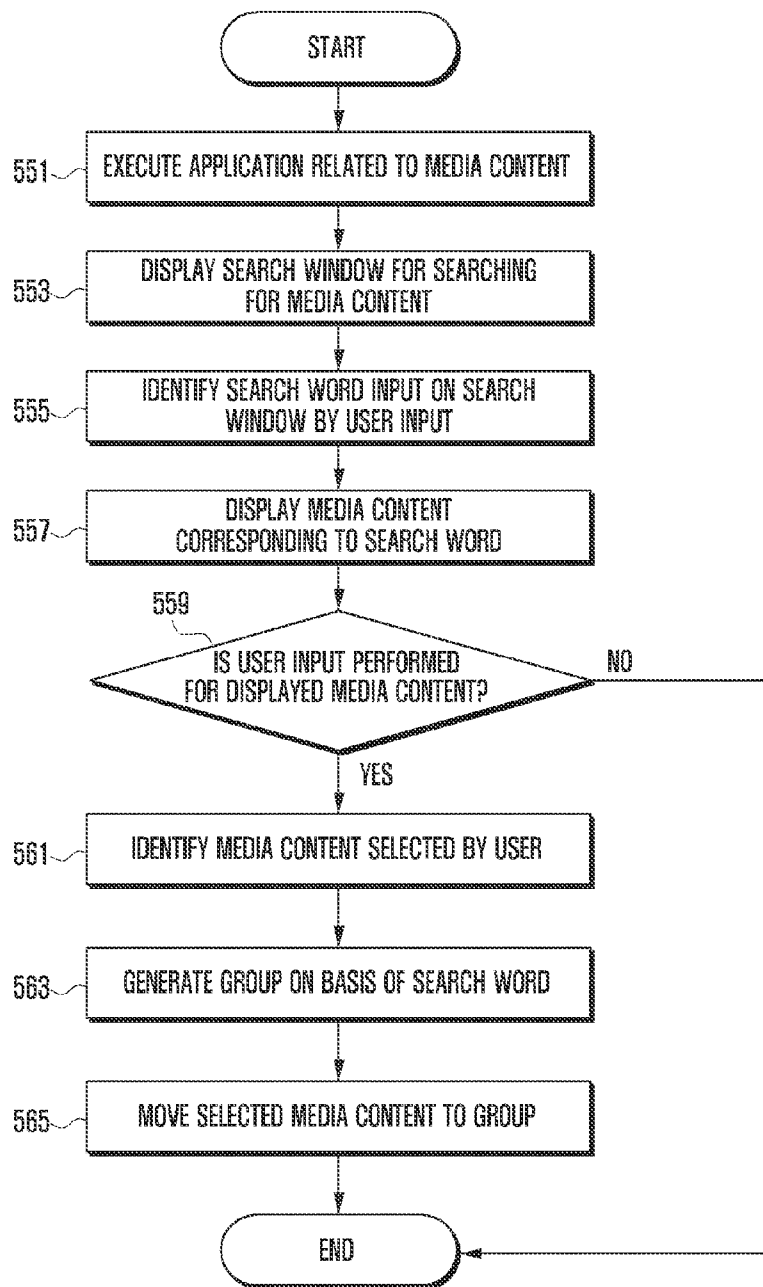 START
551
EXECUTE APPLICATION RELATED TO MEDIA CONTENT
553
DISPLAY SEARCH WINDOW FOR SEARCHING
FOR MEDIA CONTENT
555
IDENTIFY SEARCH WORD INPUT ON SEARCH
WINDOW BY USER INPUT
557
DISPLAY MEDIA CONTENT
CORRESPONDING TO SEARCH WORD
559
IS USER INPUT PERFORMED
FOR DISPLAYED MEDIA CONTENT?
NO
YES
561
IDENTIFY MEDIA CONTENT SELECTED BY USER
563
GENERATE GROUP ON BASIS OF SEARCH WORD
565
MOVE SELECTED MEDIA CONTENT TO GROUP
END